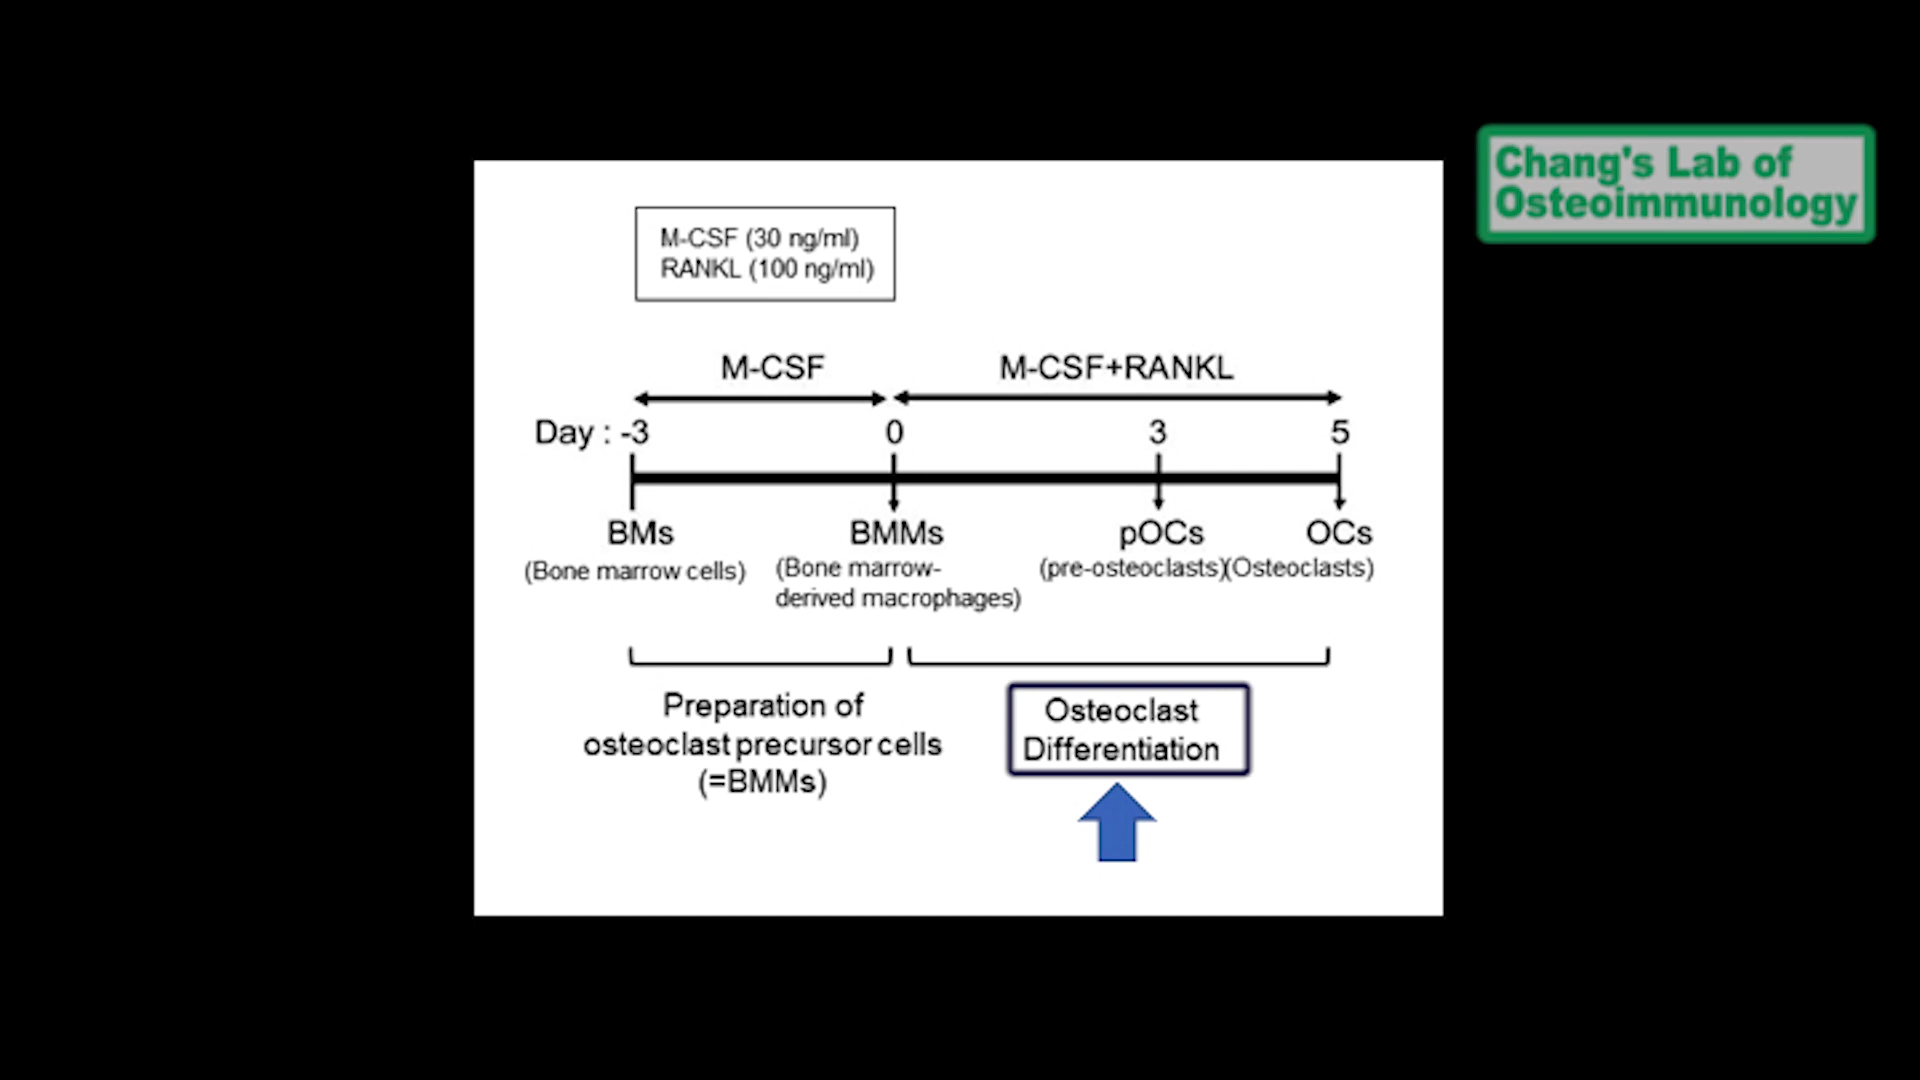 Chang's Lab of
Osteoimmunology
M-CSF (30 ng/ml)
RANKL (100 ng/ml)
M-CSF M-CSF+RANKL
Day : -3 0 3 5
BMs BMMs pOCs OCs
(Bone marrow cells) (Bone marrow- (pre-osteoclasts)(Osteoclasts)
derived macrophages)
Preparation of
osteoclast precursor cells
(=BMMs)
Osteoclast
Differentiation